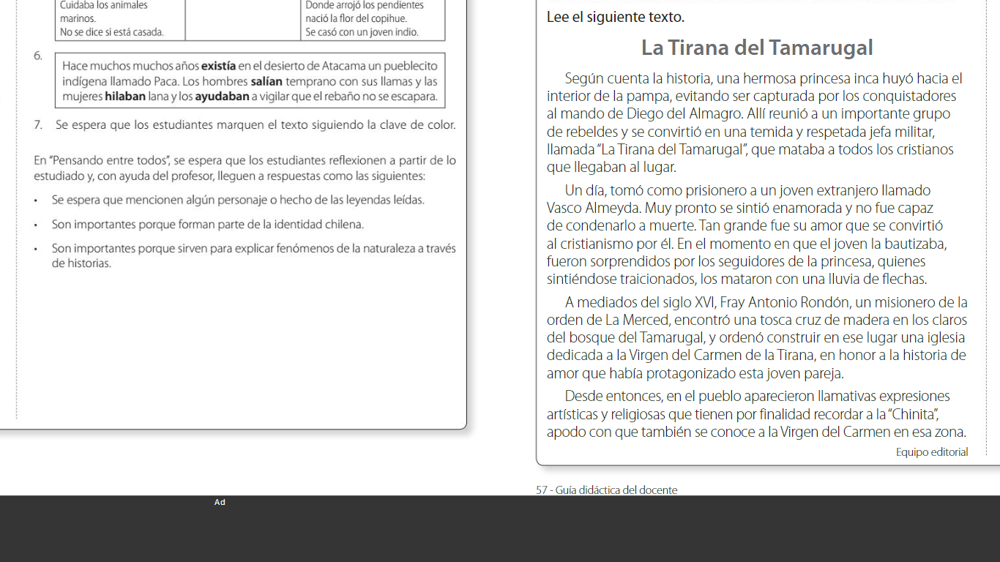 Cuidaba los animales
marinos.
No se dice si está casada.
Donde arrojó los pendientes
nació la flor del copihue.
Se casó con un joven indio.
6.
Hace muchos muchos años existía en el desierto de Atacama un pueblecito
indígena llamado Paca. Los hombres salían temprano con sus llamas y las
mujeres hilaban lana y los ayudaban a vigilar que el rebaño no se escapara.
7. Se espera que los estudiantes marquen el texto siguiendo la clave de color.
En “Pensando entre todos”, se espera que los estudiantes reflexionen a partir de lo
estudiado y, con ayuda del profesor, lleguen a respuestas como las siguientes:
• Se espera que mencionen algún personaje o hecho de las leyendas leídas.
• Son importantes porque forman parte de la identidad chilena.
• Son importantes porque sirven para explicar fenómenos de la naturaleza a través
de historias.
Lee el siguiente texto.
La Tirana del Tamarugal
Según cuenta la historia, una hermosa princesa inca huyó hacia el
interior de la pampa, evitando ser capturada por los conquistadores
al mando de Diego del Almagro. Allí reunió a un importante grupo
de rebeldes y se convirtió en una temida y respetada jefa militar,
llamada “La Tirana del Tamarugal”, que mataba a todos los cristianos
que llegaban al lugar.
Un día, tomó como prisionero a un joven extranjero llamado
Vasco Almeyda. Muy pronto se sintió enamorada y no fue capaz
de condenarlo a muerte. Tan grande fue su amor que se convirtió
al cristianismo por él. En el momento en que el joven la bautizaba,
fueron sorprendidos por los seguidores de la princesa, quienes
sintiéndose traicionados, los mataron con una lluvia de flechas.
A mediados del siglo XVI, Fray Antonio Rondón, un misionero de la
orden de La Merced, encontró una tosca cruz de madera en los claros
del bosque del Tamarugal, y ordenó construir en ese lugar una iglesia
dedicada a la Virgen del Carmen de la Tirana, en honor a la historia de
amor que había protagonizado esta joven pareja.
Desde entonces, en el pueblo aparecieron llamativas expresiones
artísticas y religiosas que tienen por finalidad recordar a la “Chinita”,
apodo con que también se conoce a la Virgen del Carmen en esa zona.
Equipo editorial
57 - Guía didáctica del docente
Ad